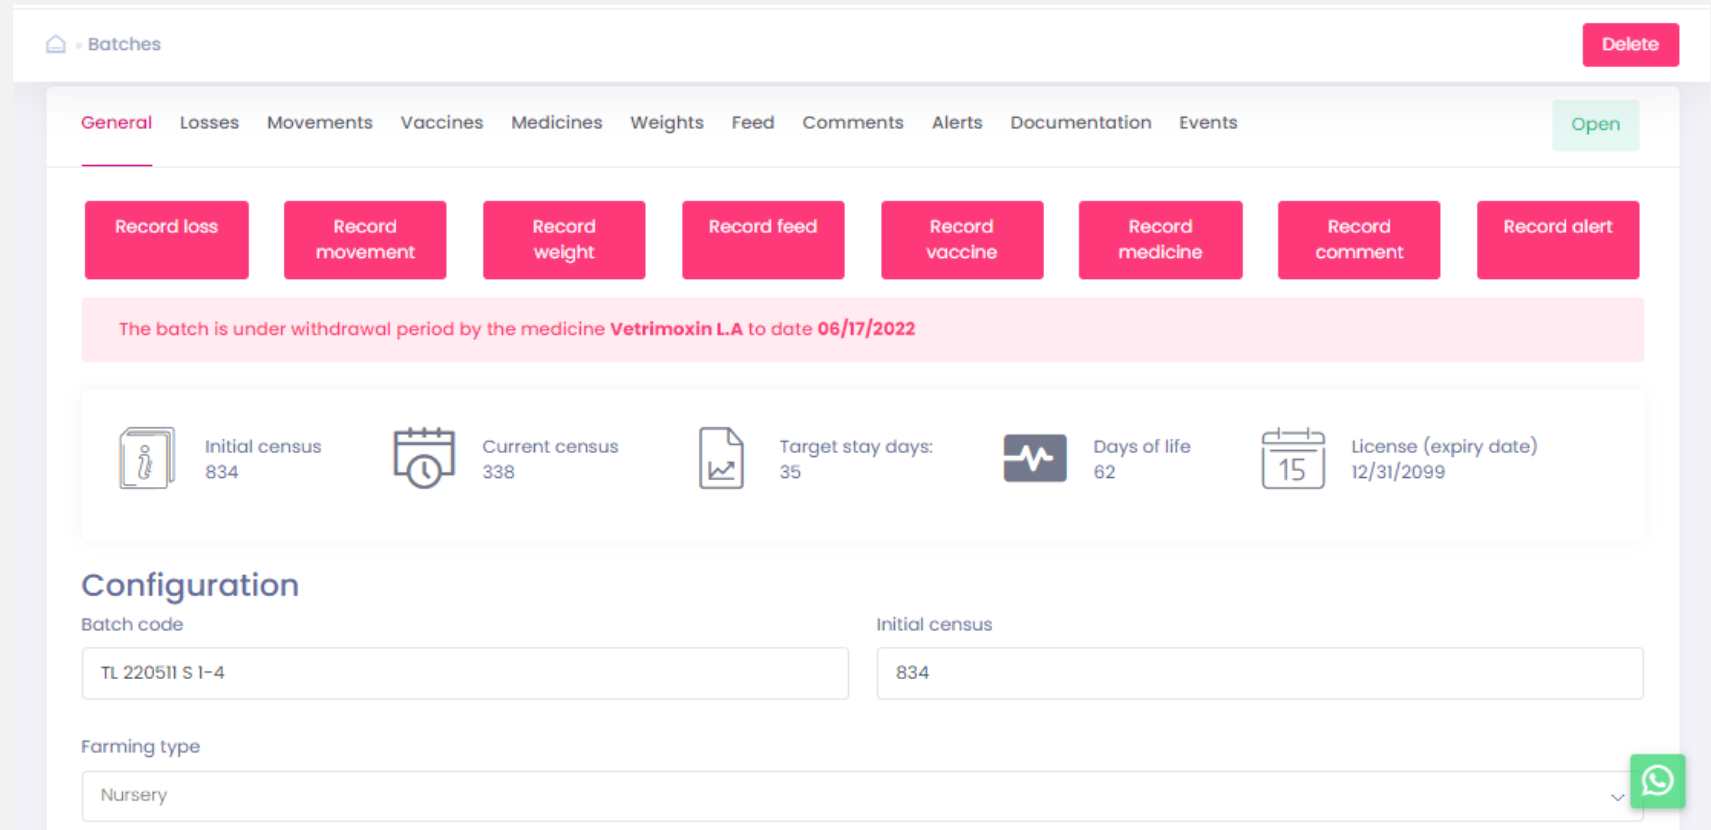 Batches
Delete
General Losses Movements Vaccines Medicines Weights Feed Comments Alerts Documentation Events
Open
Record loss
Record
movement
Record
weight
Record feed
Record
vaccine
Record
medicine
Record
comment
Record alert
The batch is under withdrawal period by the medicine Vetrimoxin L.A to date 06/17/2022
Initial census
834
Current census
338
Target stay days:
35
Days of life
62
15
License (expiry date)
12/31/2099
Configuration
Batch code
TL 220511 S 1-4
Initial census
834
Farming type
Nursery